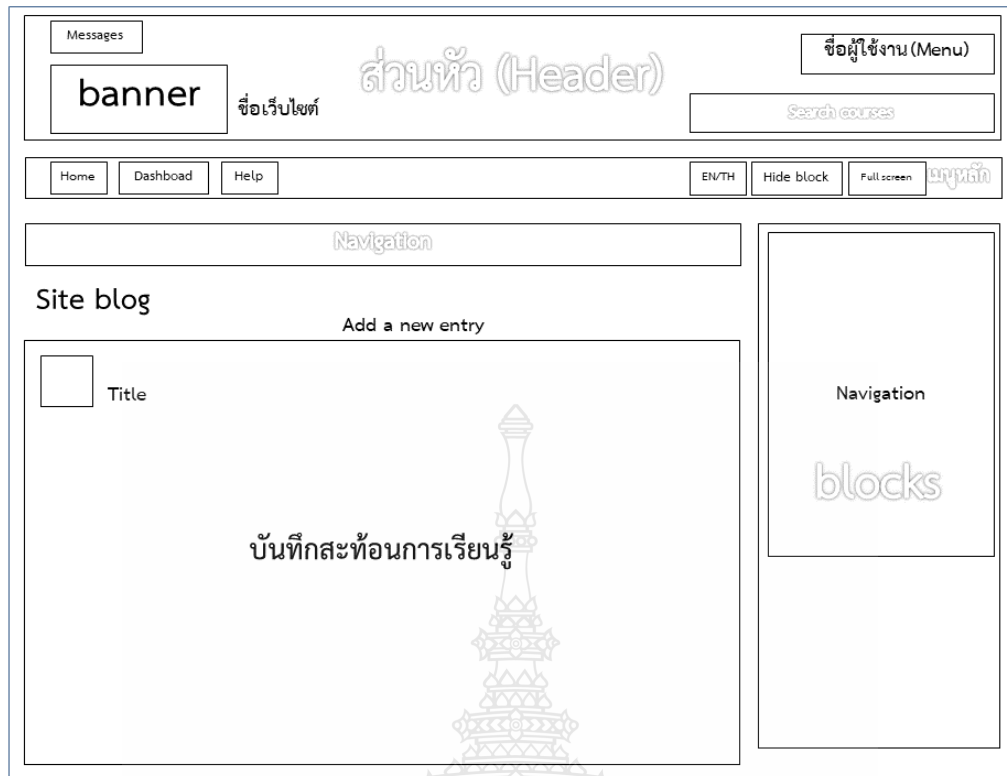 Messages
ส่วนหัว (Header)
ชื่อผู้ใช้งาน (Menu)
banner
ชื่อเว็บไซต์
Search courses
Home
Dashboad
Help
EN/TH
Hide block
Full screen
เมนูหลัก
Navigation
Site blog
Add a new entry
Title
บันทึกสะท้อนการเรียนรู้
Navigation
blocks